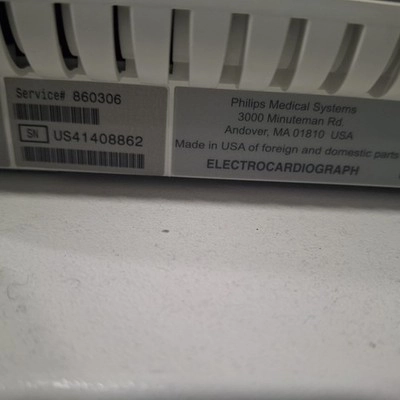 Service# 860306
SN US41408862
Philips Medical Systems
3000 Minuteman Rd.
Andover, MA 01810 USA
Made in USA of foreign and domestic parts
ELECTROCARDIOGRAPH